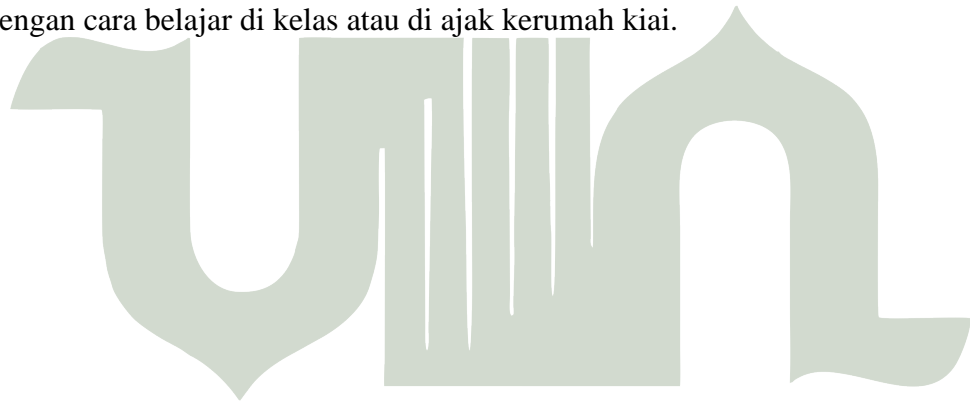 engan cara belajar di kelas atau di ajak kerumah kiai.